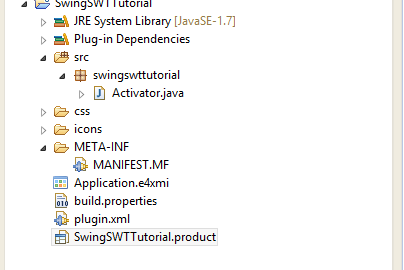 SwingSWTTutorial
JRE System Library [JavaSE-1.7]
Plug-in Dependencies
src
swingswttutorial
Activator.java
css
icons
META-INF
MANIFEST.MF
Application.e4xmi
build.properties
plugin.xml
SwingSWTTutorial.product